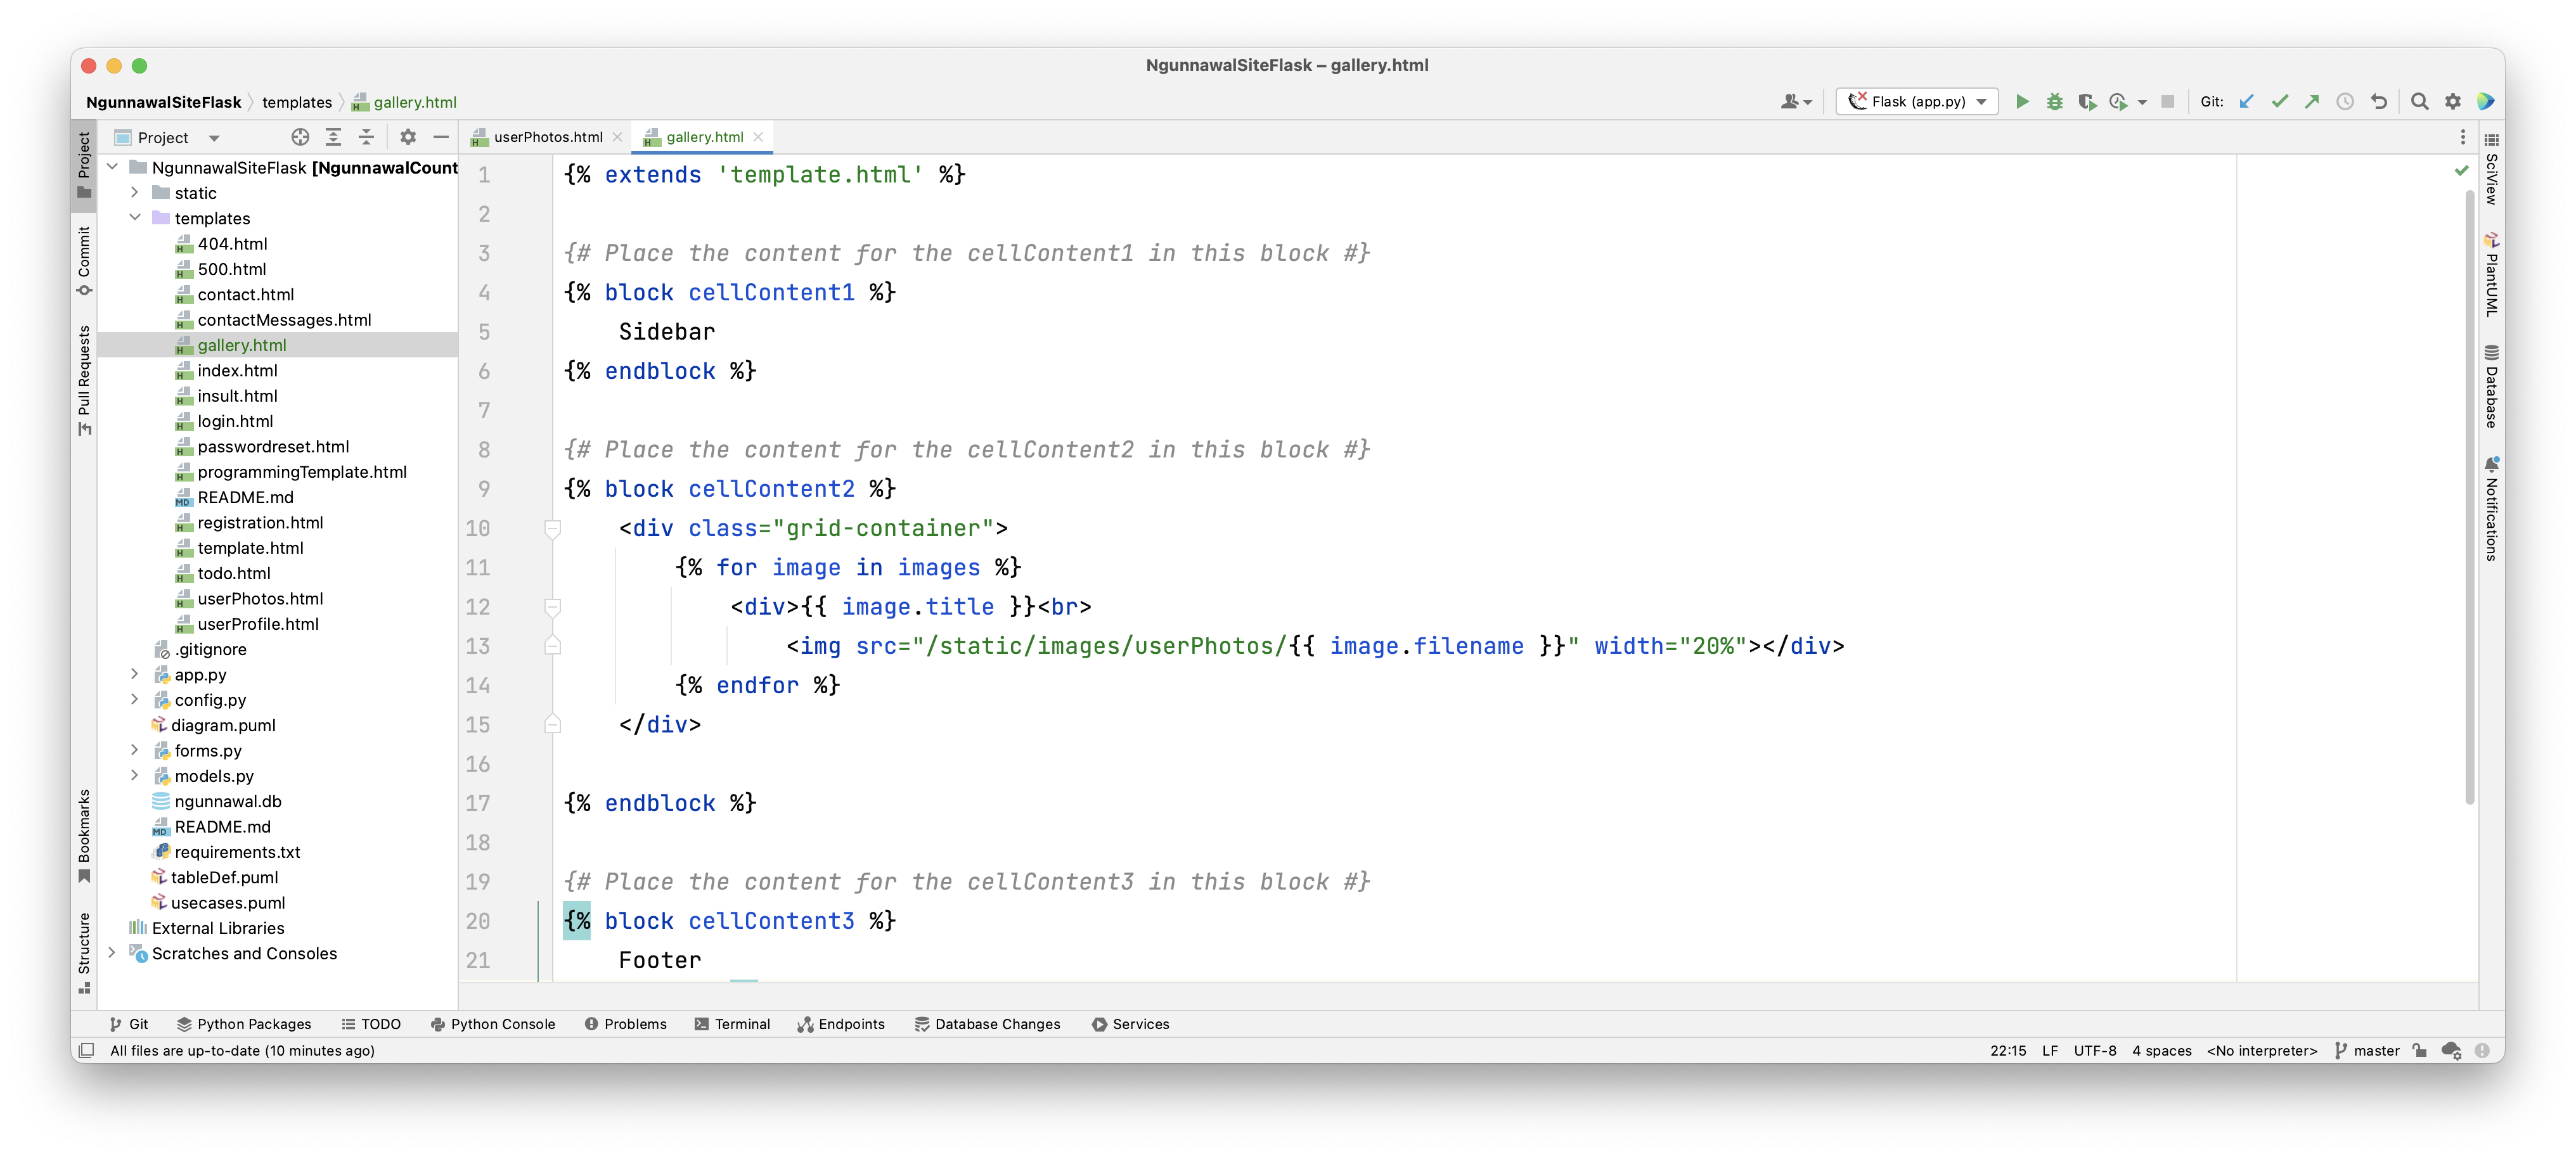 NgunnawalSiteFlask – gallery.html
NgunnawalSiteFlask templates gallery.html
Flask (app.py) Git:
Project
Commit
Pull Requests
Bookmarks
Structure
Project
NgunnawalSiteFlask [NgunnawalCount
static
templates
404.html
500.html
contact.html
contactMessages.html
gallery.html
index.html
insult.html
login.html
passwordreset.html
programmingTemplate.html
README.md
registration.html
template.html
todo.html
userPhotos.html
userProfile.html
.gitignore
app.py
config.py
diagram.puml
forms.py
models.py
ngunnawal.db
README.md
requirements.txt
tableDef.puml
usecases.puml
External Libraries
Scratches and Consoles
userPhotos.html gallery.html
1 {% extends 'template.html' %}
2
3 {# Place the content for the cellContent1 in this block #}
4 {% block cellContent1 %}
5 Sidebar
6 {% endblock %}
7
8 {# Place the content for the cellContent2 in this block #}
9 {% block cellContent2 %}
10 <div class="grid-container">
11 {% for image in images %}
12 <div>{{ image.title }}<br>
13 <img src="/static/images/userPhotos/{{ image.filename }}" width="20%"></div>
14 {% endfor %}
15 </div>
16
17 {% endblock %}
18
19 {# Place the content for the cellContent3 in this block #}
20 {% block cellContent3 %}
21 Footer
SciView
PlantUML
Database
Notifications
Git Python Packages TODO Python Console Problems Terminal Endpoints Database Changes Services
All files are up-to-date (10 minutes ago) 22:15 LF UTF-8 4 spaces <No interpreter> master